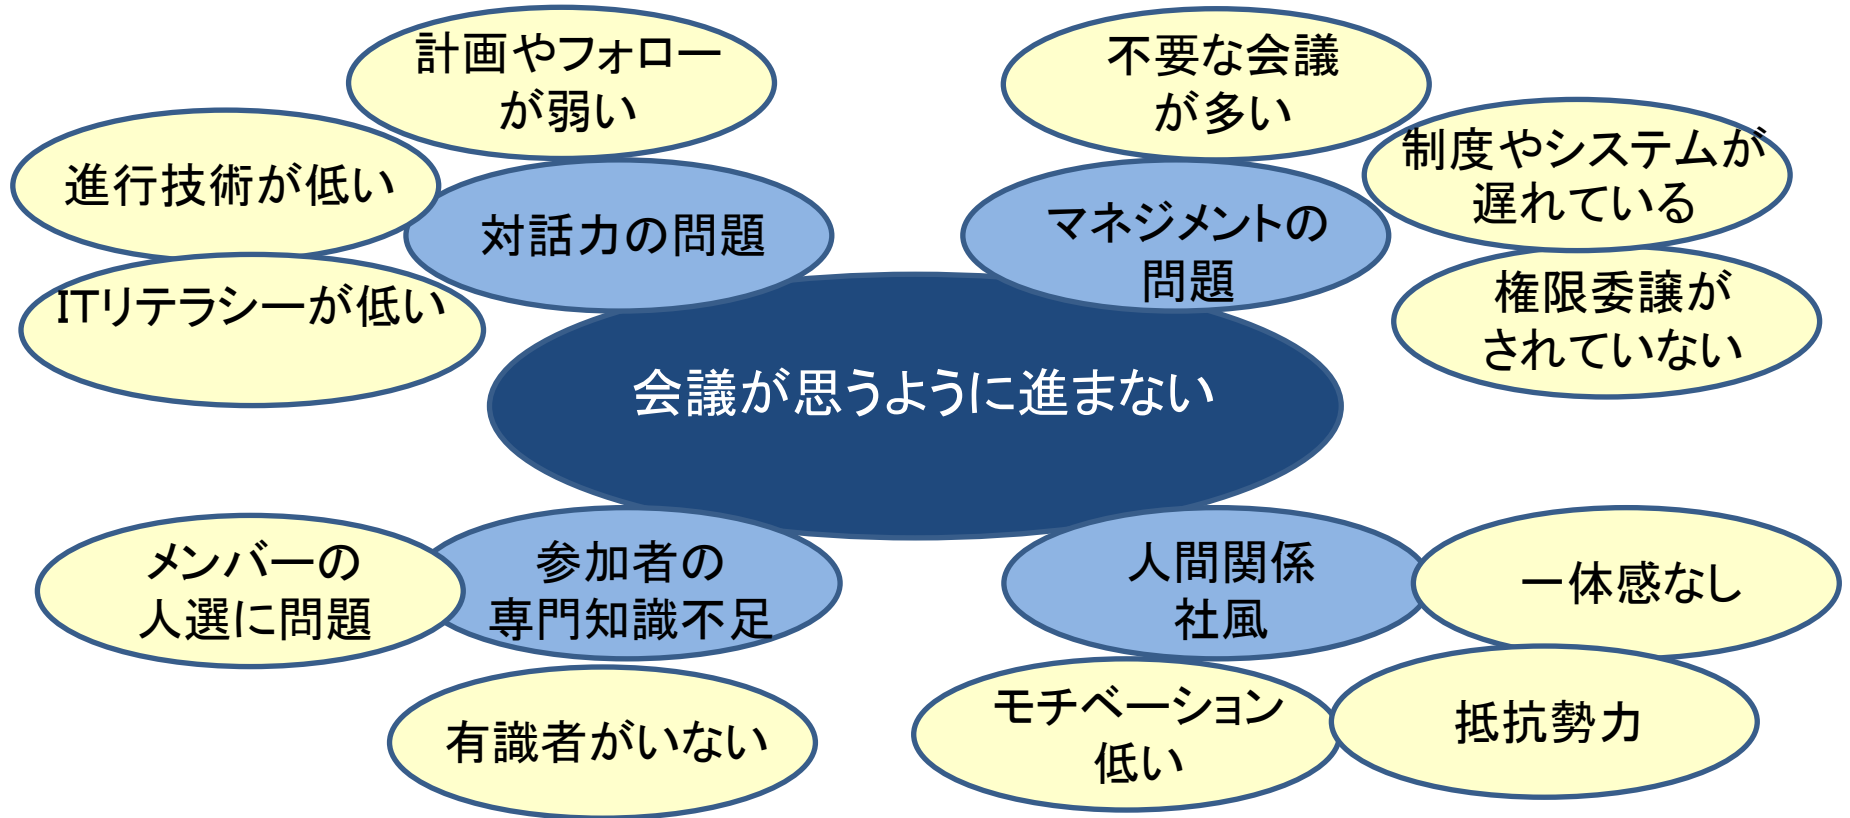 計画やフォロー
が弱い
不要な会議
が多い
進行技術が低い
制度やシステムが
遅れている
対話力の問題
マネジメントの
問題
ITリテラシーが低い
権限委譲が
されていない
会議が思うように進まない
メンバーの
人選に問題
参加者の
専門知識不足
人間関係
社風
一体感なし
有識者がいない
モチベーション
低い
抵抗勢力